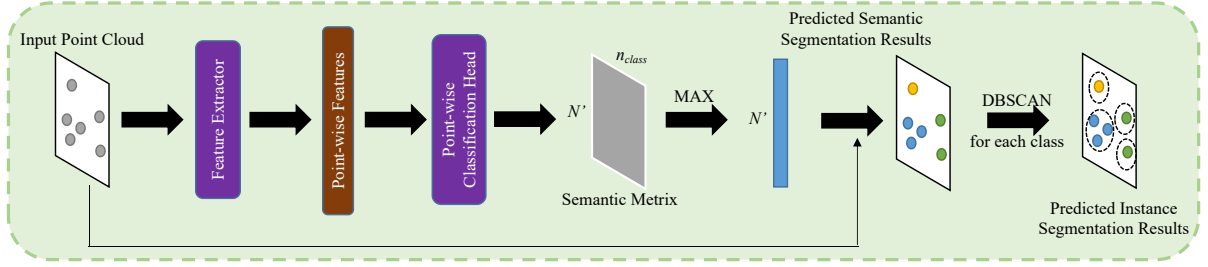 Input Point Cloud
Feature Extractor
Point-wise Features
Point-wise
Classification Head
n_class
N’
Semantic Metrix
MAX
N’
Predicted Semantic
Segmentation Results
DBSCAN
for each class
Predicted Instance
Segmentation Results